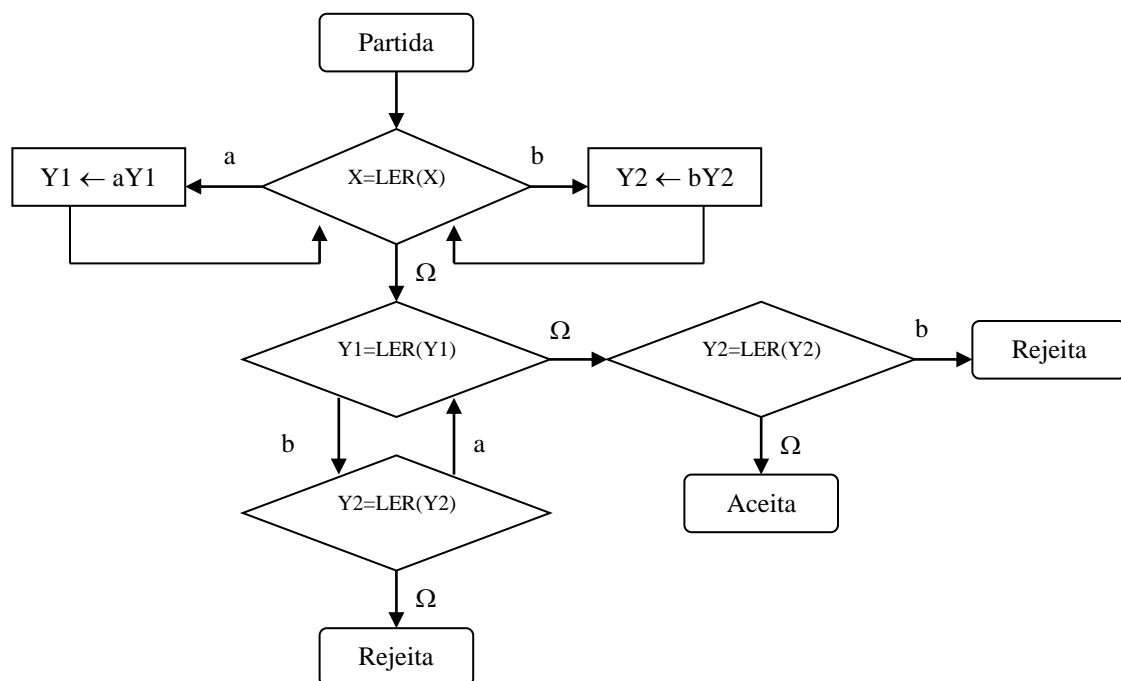 Partida
a
b
Y1 ← aY1
X=LER(X)
Y2 ← bY2
Ω
Ω
b
Y1=LER(Y1)
Y2=LER(Y2)
Rejeita
b
a
Ω
Y2=LER(Y2)
Aceita
Ω
Rejeita